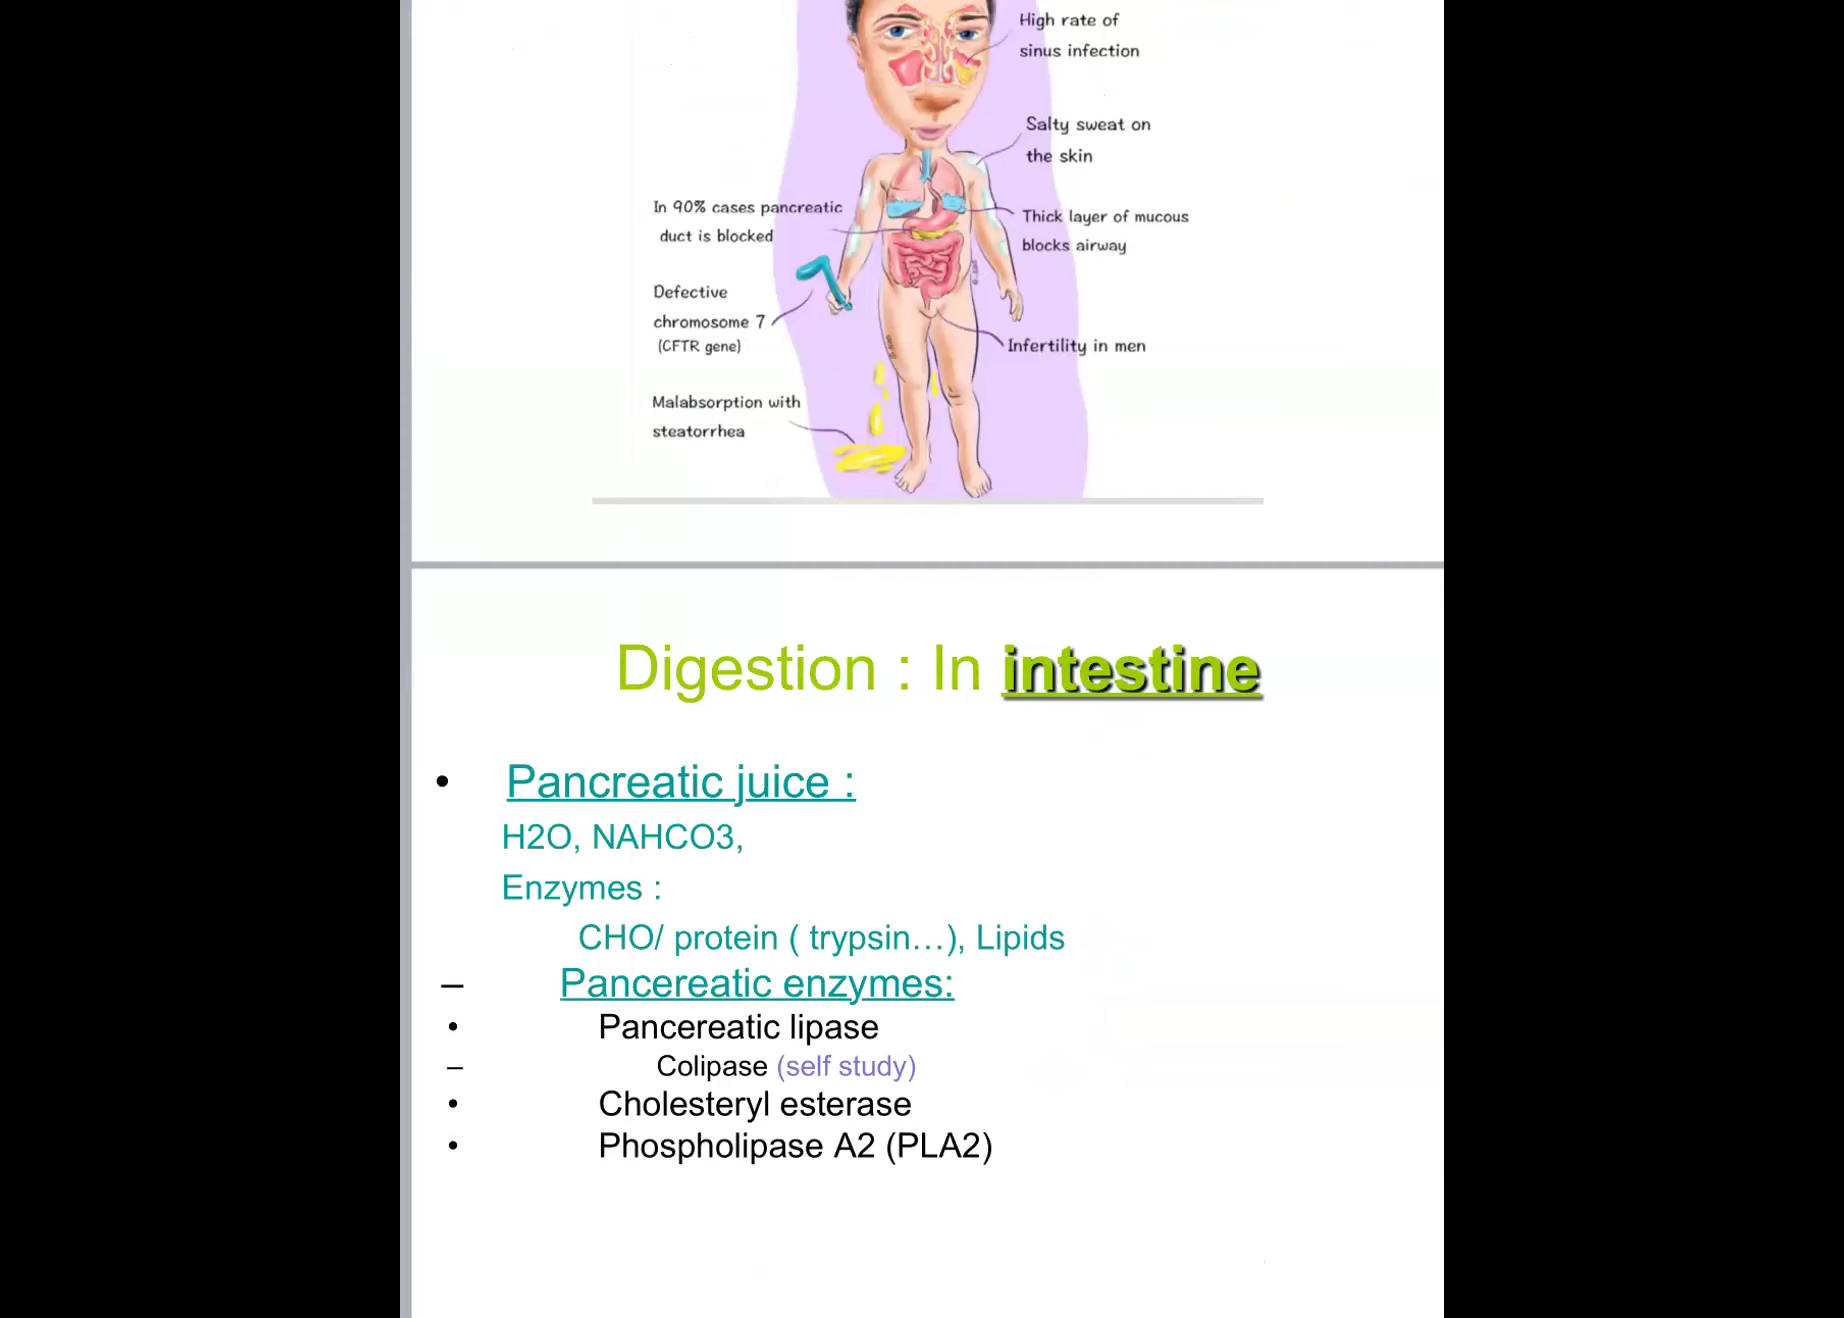 High rate of
sinus infection
Salty sweat on
the skin
In 90% cases pancreatic
duct is blocked
Thick layer of mucous
blocks airway
Defective
chromosome 7
(CFTR gene)
Infertility in men
Malabsorption with
steatorrhea
Digestion : In intestine
• Pancreatic juice :
H2O, NAHCO3,
Enzymes :
CHO/ protein ( trypsin…), Lipids
– Pancereatic enzymes:
• Pancereatic lipase
– Colipase (self study)
• Cholesteryl esterase
• Phospholipase A2 (PLA2)